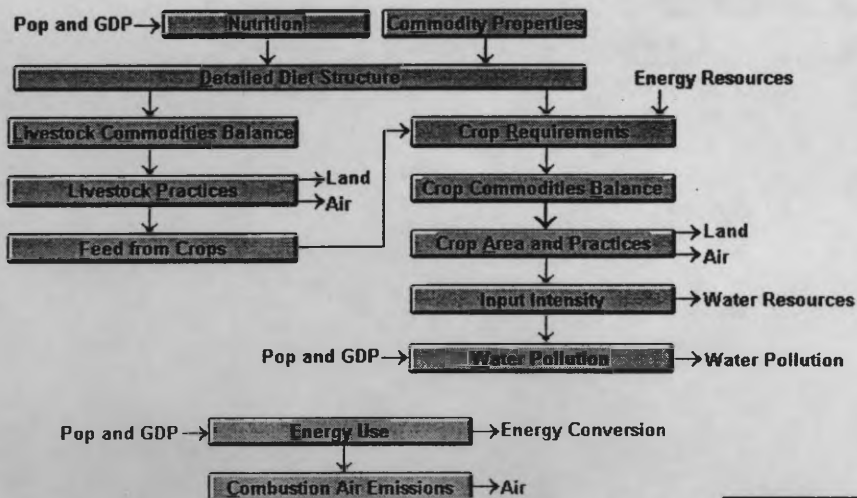 Pop and GDP
Nutrition
Commodity Properties
Detailed Diet Structure
Energy Resources
Livestock Commodities Balance
Crop Requirements
Livestock Practices
Land
Air
Crop Commodities Balance
Feed from Crops
Crop Area and Practices
Land
Air
Input Intensity
Water Resources
Pop and GDP
Water Pollution
Water Pollution
Pop and GDP
Energy Use
Energy Conversion
Combustion Air Emissions
Air